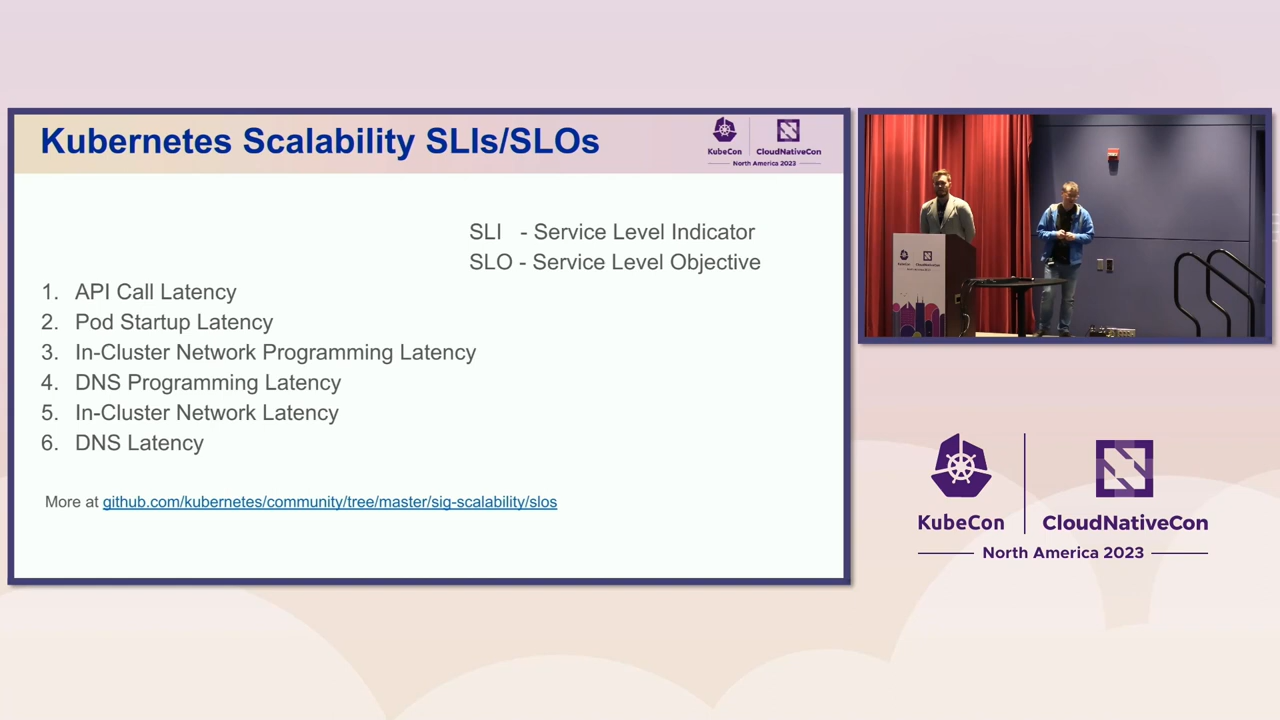 Kubernetes Scalability SLIs/SLOs
KubeCon
CloudNativeCon
North America 2023
SLI - Service Level Indicator
SLO - Service Level Objective
1. API Call Latency
2. Pod Startup Latency
3. In-Cluster Network Programming Latency
4. DNS Programming Latency
5. In-Cluster Network Latency
6. DNS Latency
More at github.com/kubernetes/community/tree/master/sig-scalability/slos
KubeCon
CloudNativeCon
North America 2023